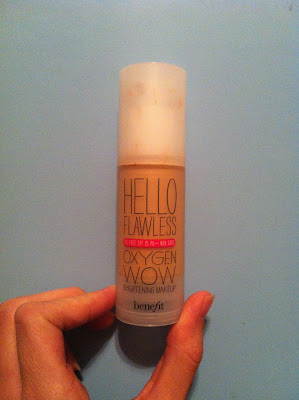 HELLO
FLAWLESS
OXYGEN
WOW
BRIGHTENING MAKEUP
benefit